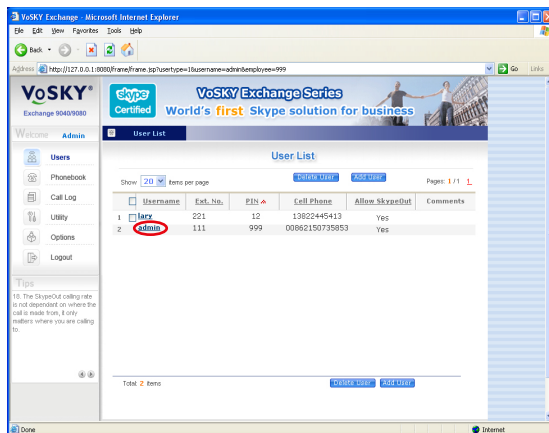 VoSKY Exchange - Microsoft Internet Explorer
File Edit View Favorites Tools Help
Back
Address http://127.0.0.1:8080/frame/frame.jsp?usertype=1&username=admin&employee=999 Go Links
VoSKY®
Exchange 9040/9080
skype Certified
VoSKY Exchange Series
World's first Skype solution for business
Welcome Admin
User List
Users
Phonebook
Call Log
Utility
Options
Logout
User List
Show 20 items per page Delete User Add User Pages: 1 / 1 1
Username Ext. No. PIN Cell Phone Allow SkypeOut Comments
1 lary 221 12 13822445413 Yes
2 admin 111 999 00862150735853 Yes
Tips
18. The SkypeOut calling rate
is not dependant on where the
call is made from, it only
matters where you are calling
to.
Total: 2 items Delete User Add User
Done Internet